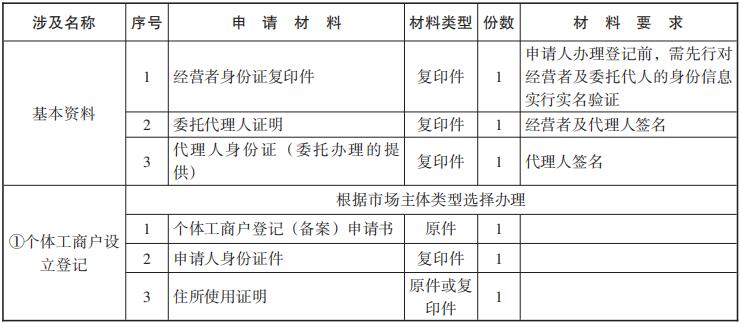 涉及名称 序号 申 请 材 料 材料类型 份数 材 料 要 求
基本资料
1 经营者身份证复印件 复印件 1 申请人办理登记前，需先行对
经营者及委托代人的身份信息
实行实名验证
2 委托代理人证明 复印件 1 经营者及代理人签名
3 代理人身份证（委托办理的提
供） 复印件 1 代理人签名
①个体工商户设
立登记
根据市场主体类型选择办理
1 个体工商户登记（备案）申请书 原件 1
2 申请人身份证件 复印件 1
3 住所使用证明 原件或复
印件 1